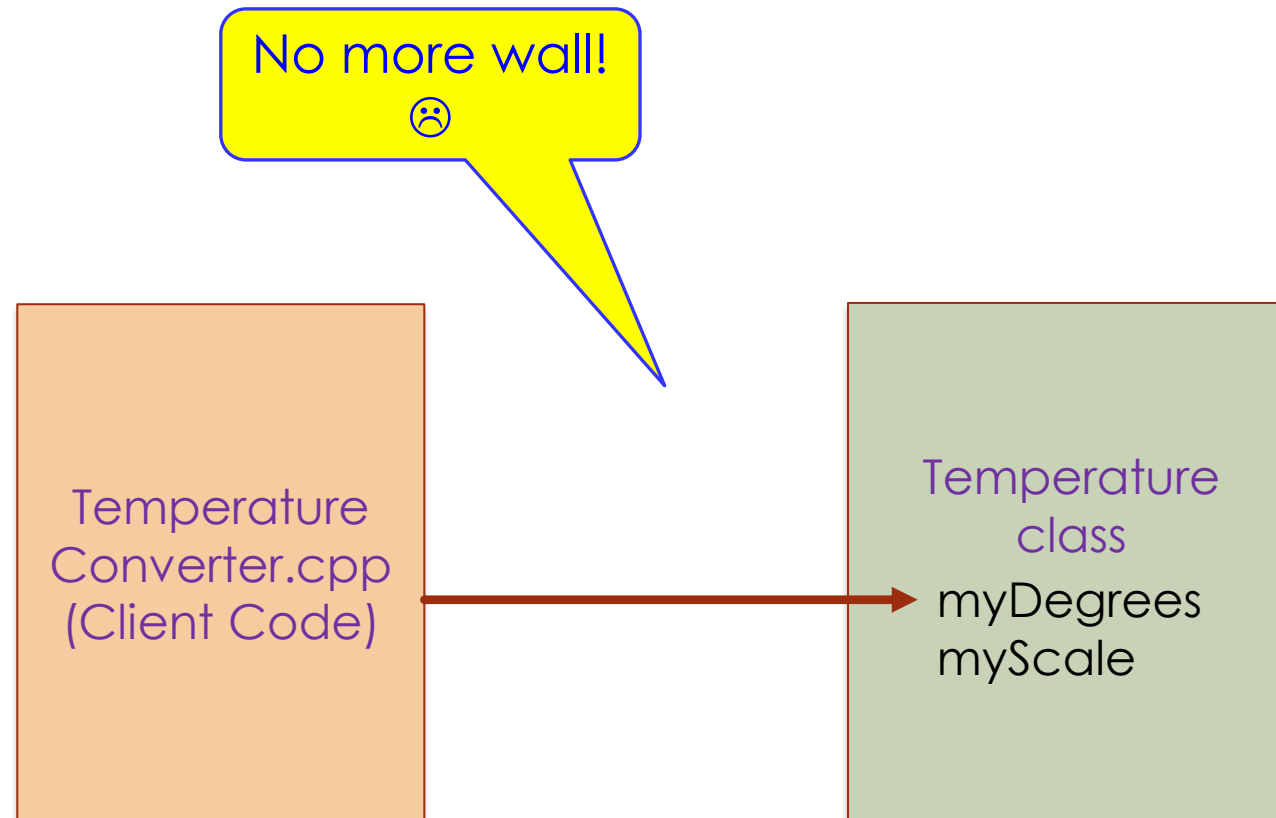 No more wall!
☹
Temperature
Converter.cpp
(Client Code)
Temperature
class
myDegrees
myScale